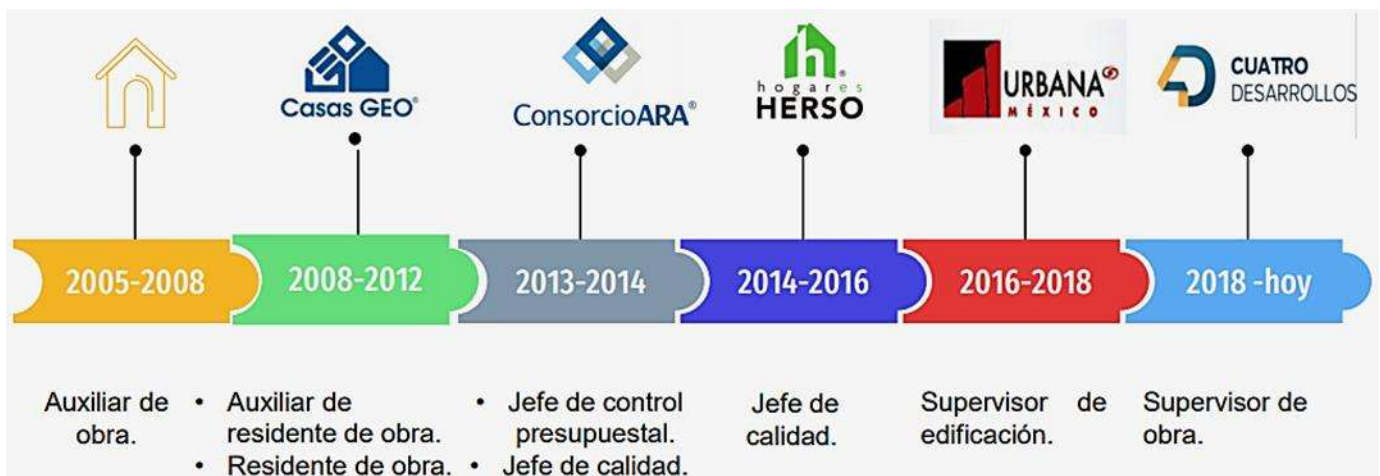 Casas GEO®
ConsorcioARA®
h®
hogares
HERSO
URBANA
MÉXICO
4D
CUATRO
DESARROLLOS
2005-2008
2008-2012
2013-2014
2014-2016
2016-2018
2018 -hoy
Auxiliar de
obra.
• Auxiliar de
residente de obra.
• Residente de obra.
• Jefe de control
presupuestal.
• Jefe de calidad.
Jefe de
calidad.
Supervisor de
edificación.
Supervisor de
obra.